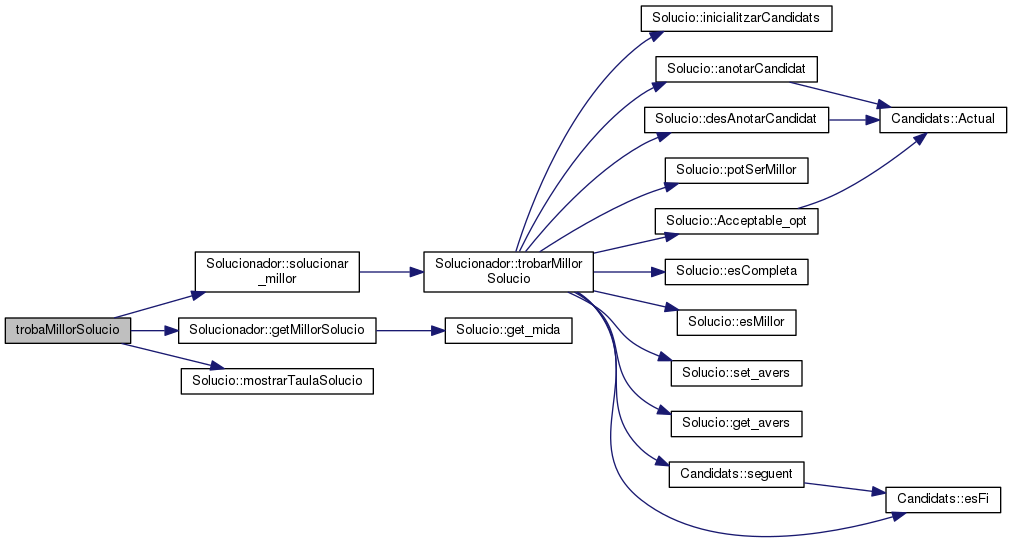 Solucio::inicialitzarCandidats
Solucio::anotarCandidat
Solucio::desAnotarCandidat
Candidats::Actual
Solucio::potSerMillor
Solucio::Acceptable_opt
Solucionador::solucionar
_millor
Solucionador::trobarMillor
Solucio
Solucio::esCompleta
trobaMillorSolucio
Solucionador::getMillorSolucio
Solucio::get_mida
Solucio::esMillor
Solucio::mostrarTaulaSolucio
Solucio::set_avers
Solucio::get_avers
Candidats::seguent
Candidats::esFi